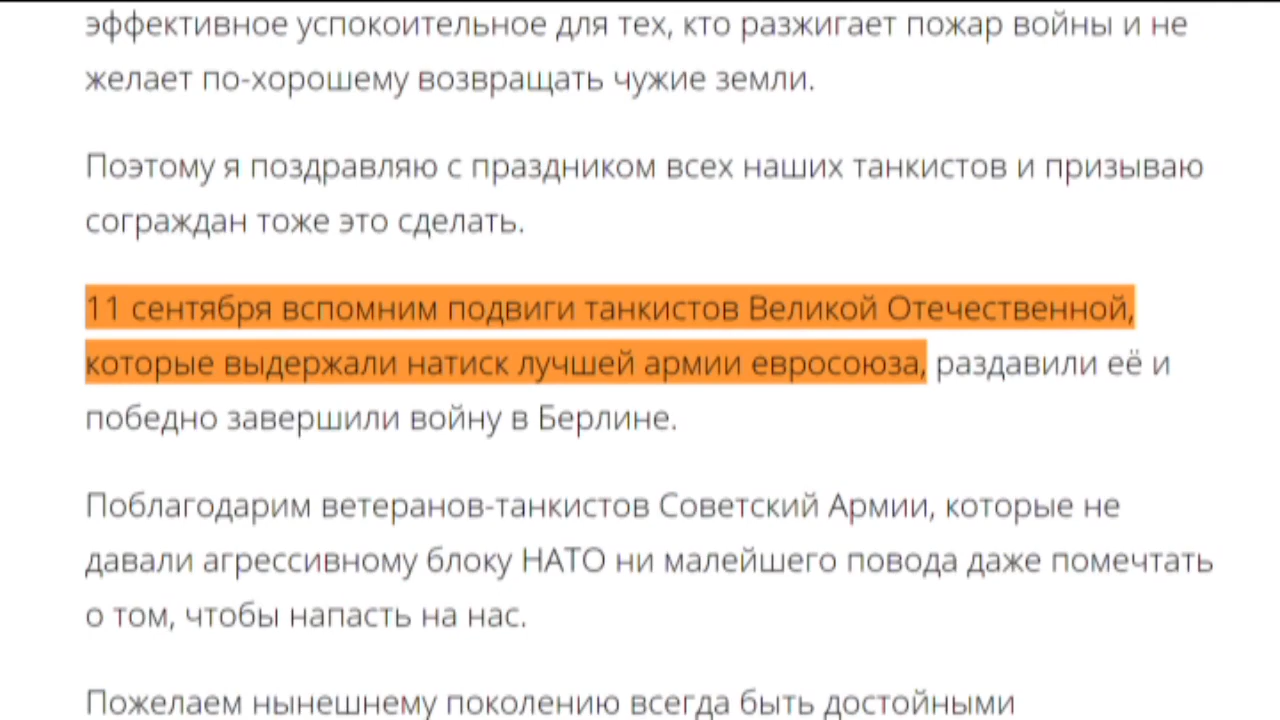 эффективное успокоительное для тех, кто разжигает пожар войны и не
желает по-хорошему возвращать чужие земли.
Поэтому я поздравляю с праздником всех наших танкистов и призываю
сограждан тоже это сделать.
11 сентября вспомним подвиги танкистов Великой Отечественной,
которые выдержали натиск лучшей армии евросоюза, раздавили её и
победно завершили войну в Берлине.
Поблагодарим ветеранов-танкистов Советский Армии, которые не
давали агрессивному блоку НАТО ни малейшего повода даже помечтать
о том, чтобы напасть на нас.
Пожелаем нынешнему поколению всегда быть достойными